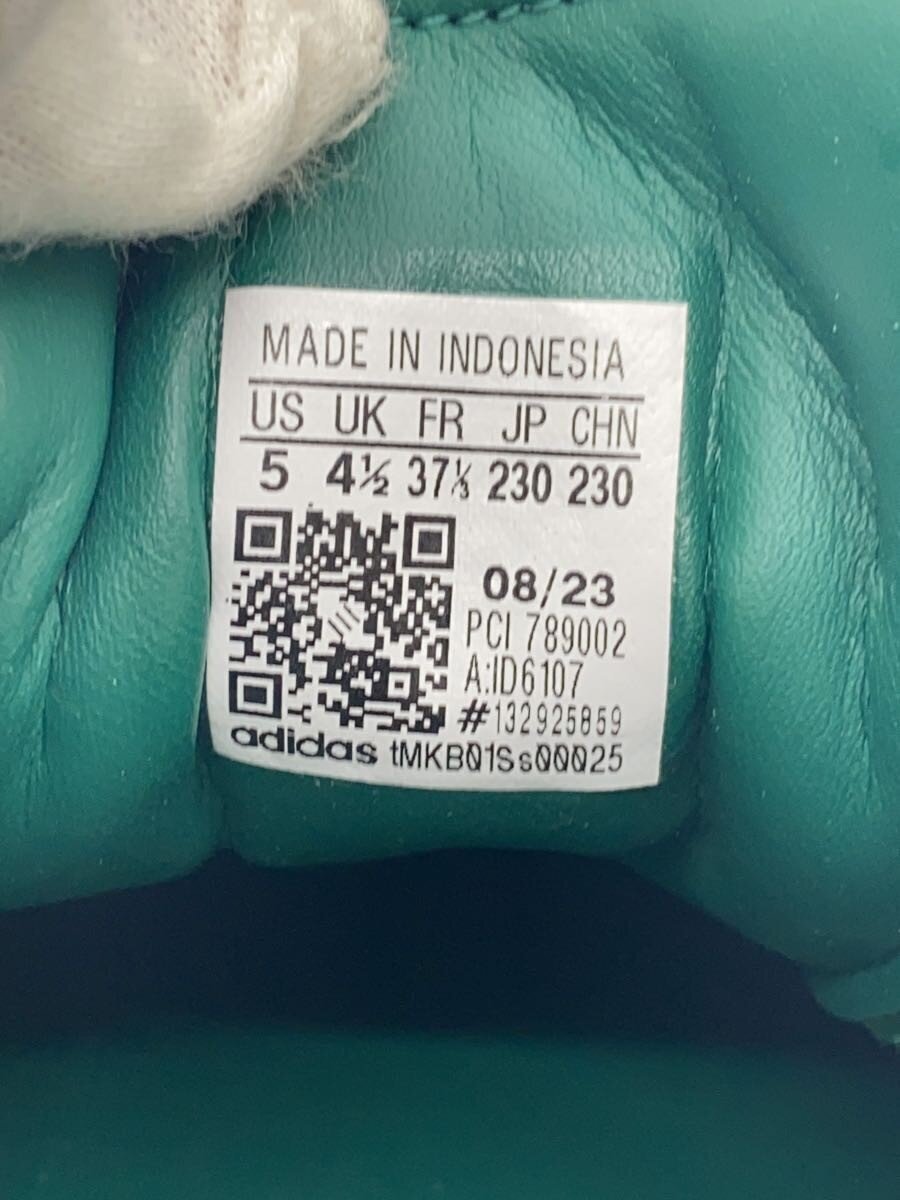 MADE IN INDONESIA
US UK FR JP CHN
5 4½ 37⅓ 230 230
08/23
PCI 789002
A:ID6107
#132925859
adidas tMKB01Ss00025